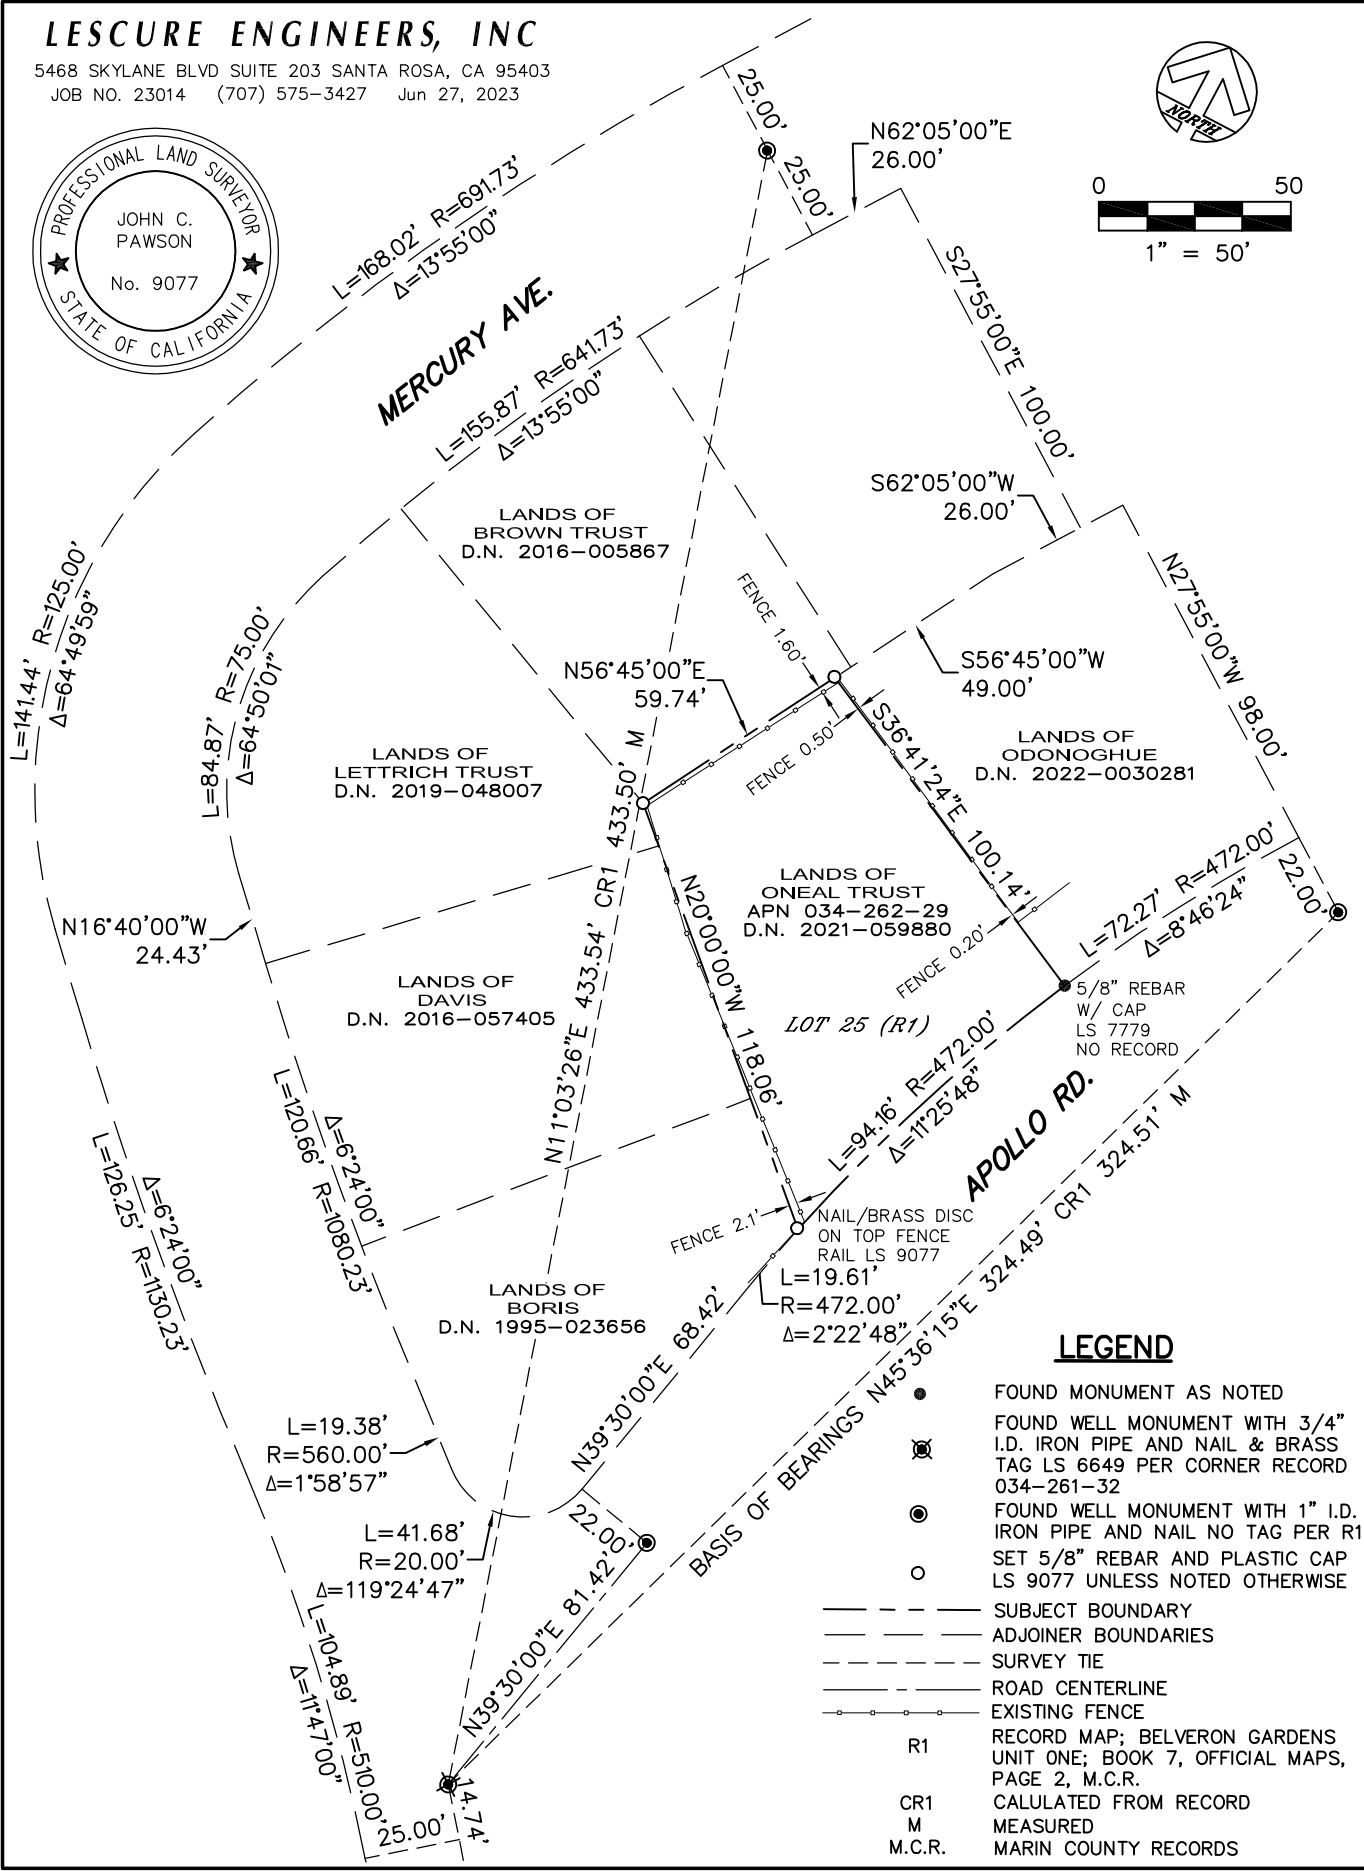 LESCURE ENGINEERS, INC
5468 SKYLANE BLVD SUITE 203 SANTA ROSA, CA 95403
JOB NO. 23014 (707) 575-3427 Jun 27, 2023
PROFESSIONAL LAND SURVEYOR
JOHN C.
PAWSON
No. 9077
STATE OF CALIFORNIA
NORTH
0 50
1" = 50'
25.00'
25.00'
N62°05'00"E
26.00'
L=168.02' R=691.73'
Δ=13°55'00"
MERCURY AVE.
L=155.87' R=641.73'
Δ=13°55'00"
S27°55'00"E 100.00'
S62°05'00"W
26.00'
LANDS OF
BROWN TRUST
D.N. 2016-005867
L=141.44' R=125.00'
Δ=64°49'59"
L=84.87' R=75.00'
Δ=64°50'01"
FENCE 1.60'
N56°45'00"E
59.74'
S56°45'00"W
49.00'
N27°55'00"W 98.00'
FENCE 0.50'
S36°41'24"E 100.14'
LANDS OF
ODONOGHUE
D.N. 2022-0030281
LANDS OF
LETTRICH TRUST
D.N. 2019-048007
N11°03'26"E 433.54' CR1 433.50' M
LANDS OF
ONEAL TRUST
APN 034-262-29
D.N. 2021-059880
N20°00'00"W 118.06'
FENCE 0.20'
LOT 25 (R1)
L=72.27' R=472.00'
Δ=8°46'24"
22.00'
N16°40'00"W
24.43'
LANDS OF
DAVIS
D.N. 2016-057405
5/8" REBAR
W/ CAP
LS 7779
NO RECORD
L=94.16' R=472.00'
Δ=11°25'48"
APOLLO RD.
L=120.66' R=1080.23'
Δ=6°24'00"
L=126.25' R=1130.23'
Δ=6°24'00"
FENCE 2.1'
NAIL/BRASS DISC
ON TOP FENCE
RAIL LS 9077
L=19.61'
R=472.00'
Δ=2°22'48"
LANDS OF
BORIS
D.N. 1995-023656
N39°30'00"E 68.42'
BASIS OF BEARINGS N45°36'15"E 324.49' CR1 324.51' M
L=19.38'
R=560.00'
Δ=1°58'57"
L=41.68'
R=20.00'
Δ=119°24'47"
22.00'
N39°30'00"E 81.42'
L=104.89' R=510.00'
Δ=11°47'00"
25.00'
14.74'
LEGEND
FOUND MONUMENT AS NOTED
FOUND WELL MONUMENT WITH 3/4"
I.D. IRON PIPE AND NAIL & BRASS
TAG LS 6649 PER CORNER RECORD
034-261-32
FOUND WELL MONUMENT WITH 1" I.D.
IRON PIPE AND NAIL NO TAG PER R1
SET 5/8" REBAR AND PLASTIC CAP
LS 9077 UNLESS NOTED OTHERWISE
SUBJECT BOUNDARY
ADJOINER BOUNDARIES
SURVEY TIE
ROAD CENTERLINE
EXISTING FENCE
R1 RECORD MAP; BELVERON GARDENS
UNIT ONE; BOOK 7, OFFICIAL MAPS,
PAGE 2, M.C.R.
CR1 CALULATED FROM RECORD
M MEASURED
M.C.R. MARIN COUNTY RECORDS